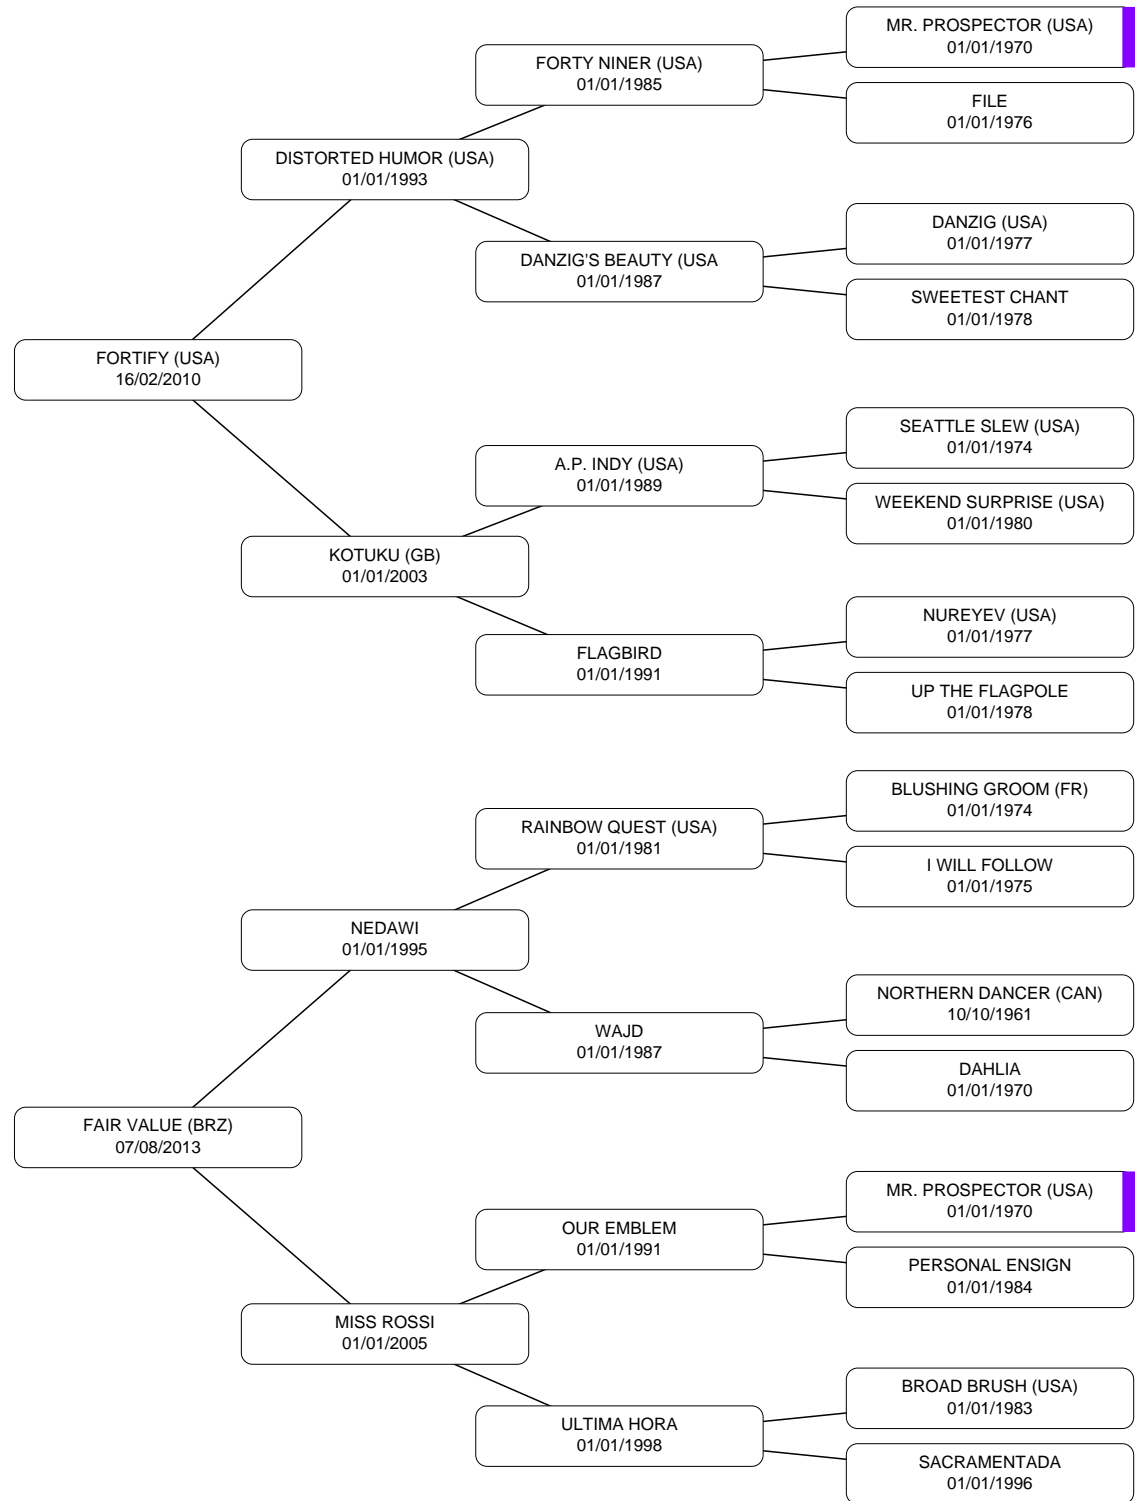 MR. PROSPECTOR (USA)
01/01/1970
FORTY NINER (USA)
01/01/1985
FILE
01/01/1976
DISTORTED HUMOR (USA)
01/01/1993
DANZIG (USA)
01/01/1977
DANZIG'S BEAUTY (USA
01/01/1987
SWEETEST CHANT
01/01/1978
FORTIFY (USA)
16/02/2010
SEATTLE SLEW (USA)
01/01/1974
A.P. INDY (USA)
01/01/1989
WEEKEND SURPRISE (USA)
01/01/1980
KOTUKU (GB)
01/01/2003
NUREYEV (USA)
01/01/1977
FLAGBIRD
01/01/1991
UP THE FLAGPOLE
01/01/1978
BLUSHING GROOM (FR)
01/01/1974
RAINBOW QUEST (USA)
01/01/1981
I WILL FOLLOW
01/01/1975
NEDAWI
01/01/1995
NORTHERN DANCER (CAN)
10/10/1961
WAJD
01/01/1987
DAHLIA
01/01/1970
FAIR VALUE (BRZ)
07/08/2013
MR. PROSPECTOR (USA)
01/01/1970
OUR EMBLEM
01/01/1991
PERSONAL ENSIGN
01/01/1984
MISS ROSSI
01/01/2005
BROAD BRUSH (USA)
01/01/1983
ULTIMA HORA
01/01/1998
SACRAMENTADA
01/01/1996